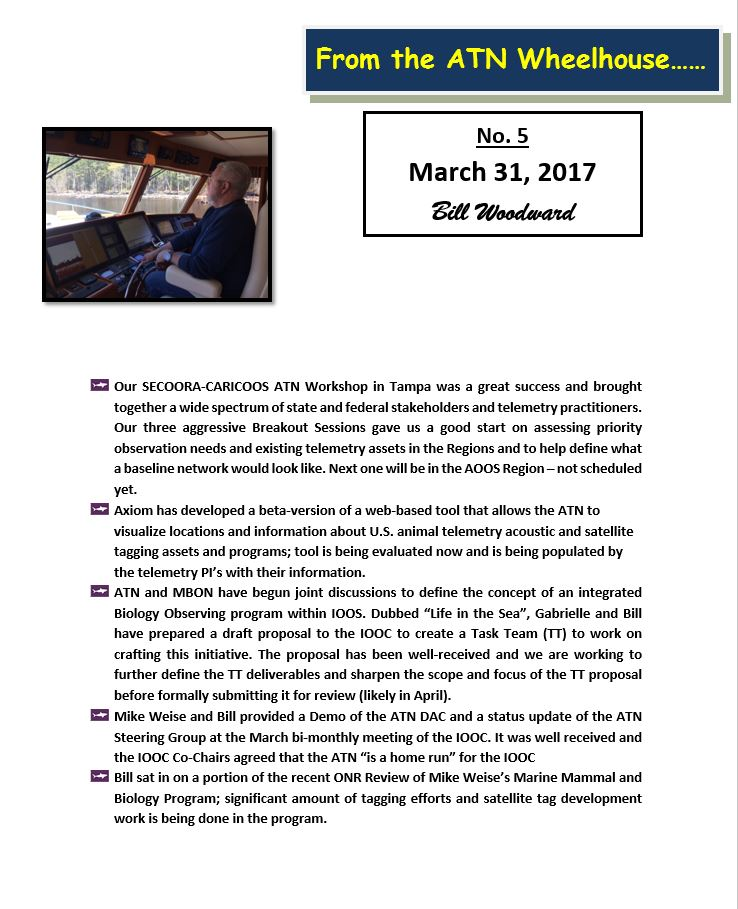 From the ATN Wheelhouse......
No. 5
March 31, 2017
Bill Woodward
Our SECOORA-CARICOOS ATN Workshop in Tampa was a great success and brought
together a wide spectrum of state and federal stakeholders and telemetry practitioners.
Our three aggressive Breakout Sessions gave us a good start on assessing priority
observation needs and existing telemetry assets in the Regions and to help define what
a baseline network would look like. Next one will be in the AOOS Region – not scheduled
yet.
Axiom has developed a beta-version of a web-based tool that allows the ATN to
visualize locations and information about U.S. animal telemetry acoustic and satellite
tagging assets and programs; tool is being evaluated now and is being populated by
the telemetry PI’s with their information.
ATN and MBON have begun joint discussions to define the concept of an integrated
Biology Observing program within IOOS. Dubbed “Life in the Sea”, Gabrielle and Bill
have prepared a draft proposal to the IOOC to create a Task Team (TT) to work on
crafting this initiative. The proposal has been well-received and we are working to
further define the TT deliverables and sharpen the scope and focus of the TT proposal
before formally submitting it for review (likely in April).
Mike Weise and Bill provided a Demo of the ATN DAC and a status update of the ATN
Steering Group at the March bi-monthly meeting of the IOOC. It was well received and
the IOOC Co-Chairs agreed that the ATN “is a home run” for the IOOC
Bill sat in on a portion of the recent ONR Review of Mike Weise’s Marine Mammal and
Biology Program; significant amount of tagging efforts and satellite tag development
work is being done in the program.